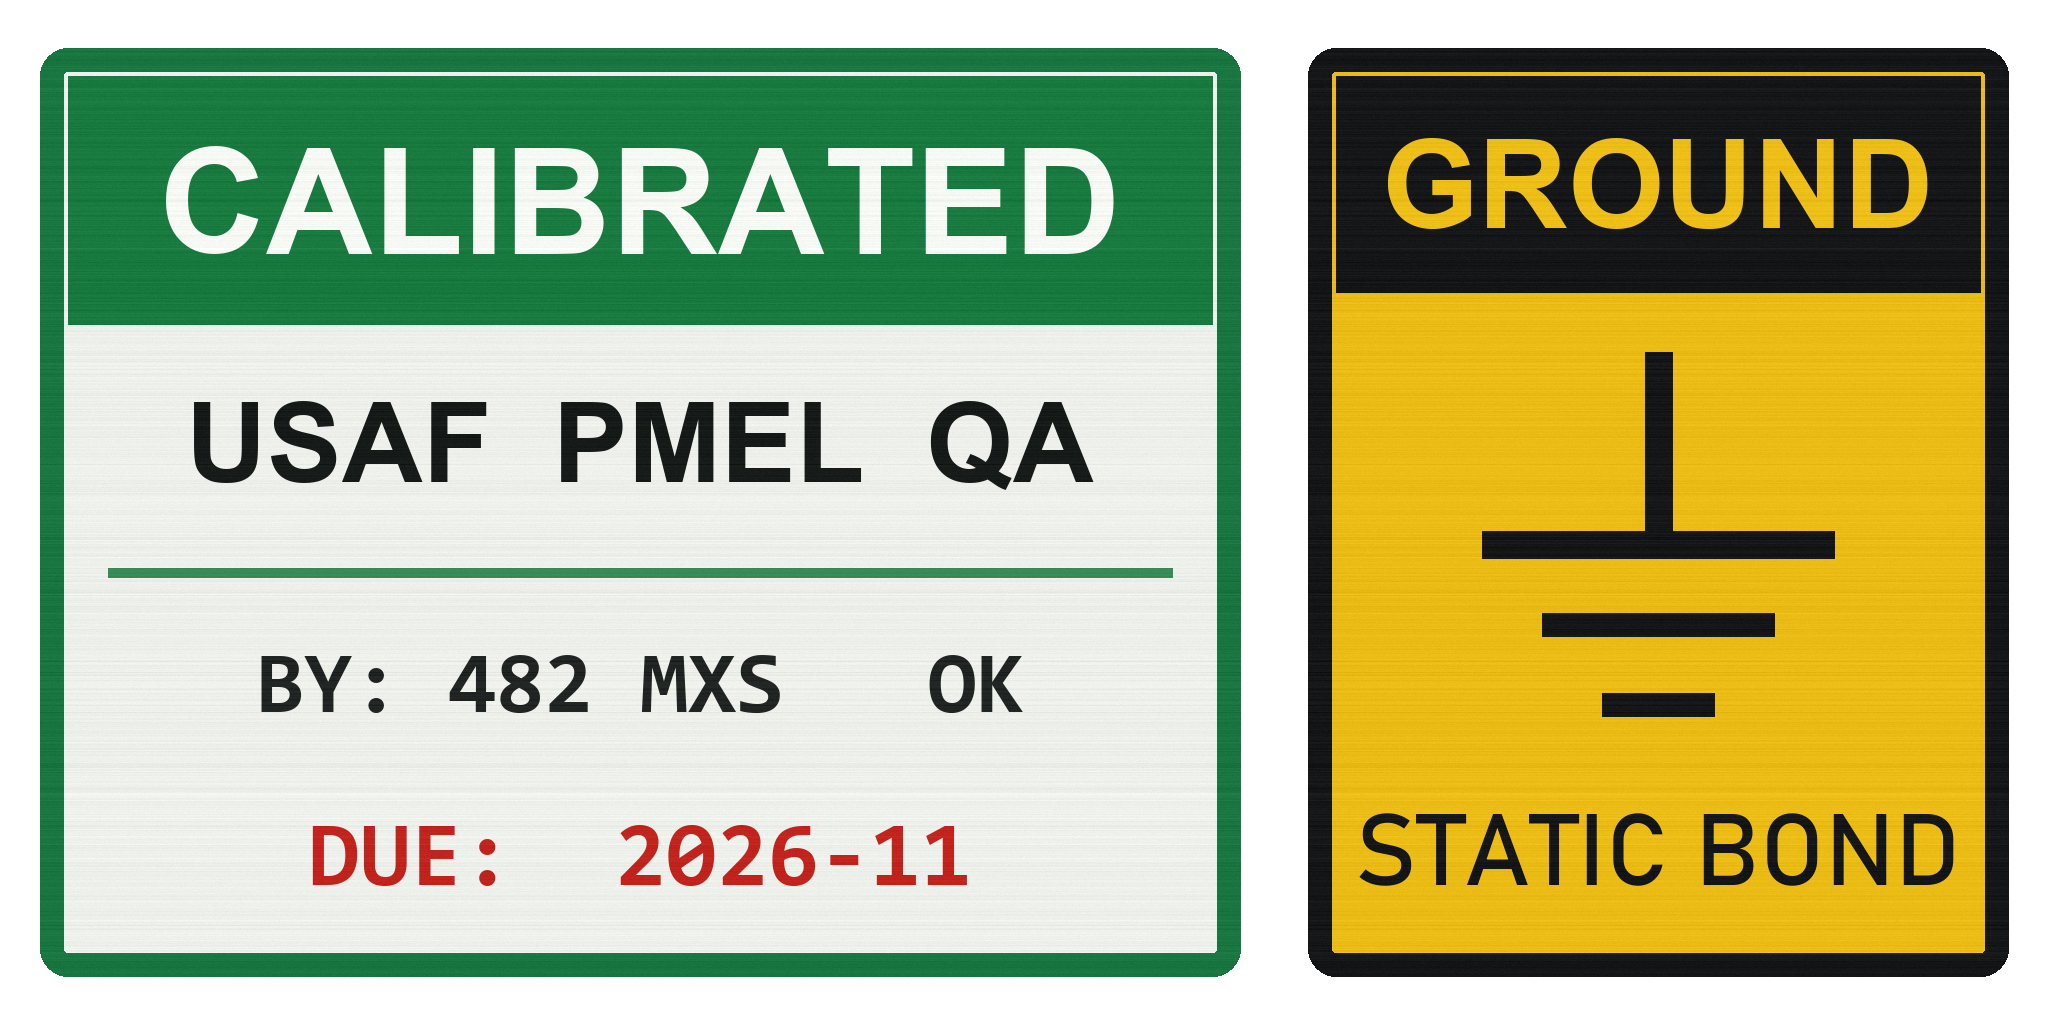 CALIBRATED
USAF PMEL QA
BY: 482 MXS OK
DUE: 2026-11
GROUND
STATIC BOND